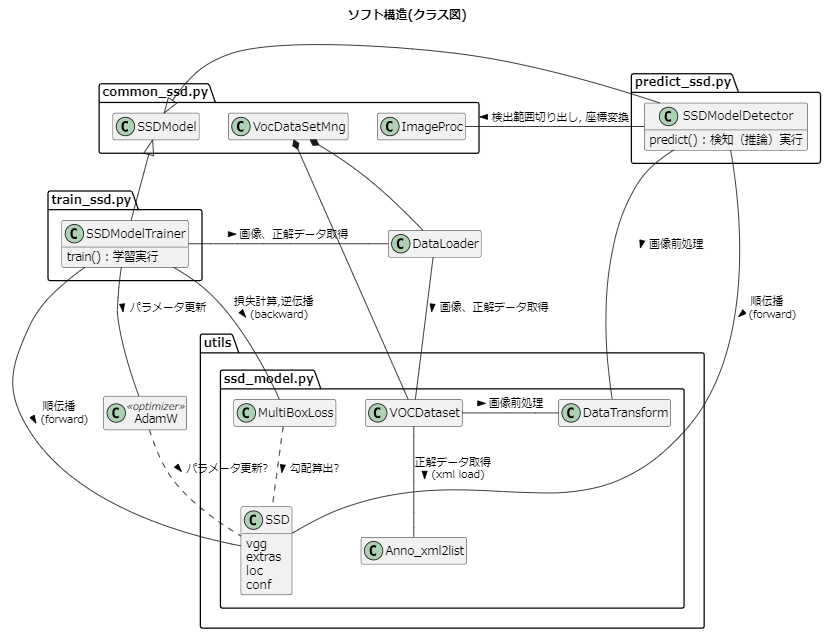 ソフト構造(クラス図)
common_ssd.py
C SSDModel
C VocDataSetMng
C ImageProc
検出範囲切り出し, 座標変換
predict_ssd.py
C SSDModelDetector
predict() : 検知（推論）実行
train_ssd.py
C SSDModelTrainer
train() : 学習実行
画像、正解データ取得
C DataLoader
画像前処理
パラメータ更新
損失計算,逆伝播
(backward)
画像、正解データ取得
順伝播
(forward)
utils
ssd_model.py
順伝播
(forward)
C «optimizer»
AdamW
C MultiBoxLoss
C VOCDataset
画像前処理
C DataTransform
パラメータ更新?
勾配算出?
正解データ取得
(xml load)
C SSD
vgg
extras
loc
conf
C Anno_xml2list